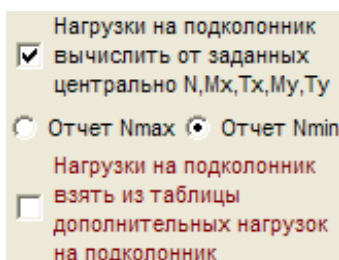 Нагрузки на подколонник
вычислить от заданных
центрально N,Mx,Tx,My,Ty
Отчет Nmax Отчет Nmin
Нагрузки на подколонник
взять из таблицы
дополнительных нагрузок
на подколонник